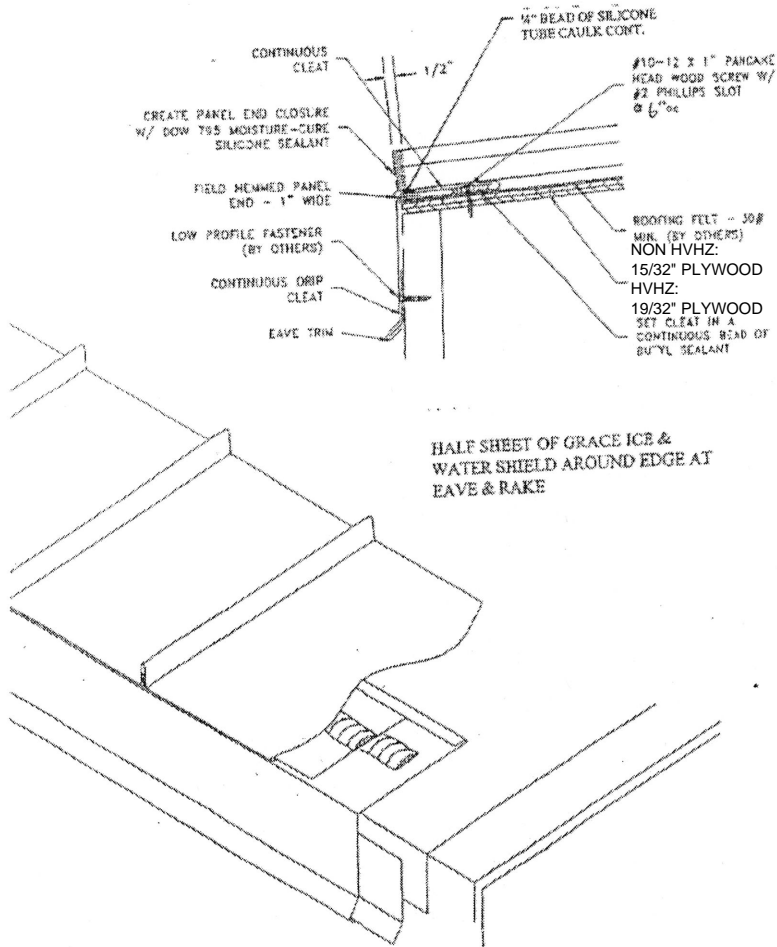 ¼" BEAD OF SILICONE
TUBE CAULK CONT.
CONTINUOUS
CLEAT
1/2"
#10-12 X 1" PANCAKE
HEAD WOOD SCREW W/
#2 PHILLIPS SLOT
@ 6"oc
CREATE PANEL END CLOSURE
W/ DOW 795 MOISTURE-CURE
SILICONE SEALANT
FIELD HEMMED PANEL
END - 1" WIDE
LOW PROFILE FASTENER
(BY OTHERS)
CONTINUOUS DRIP
CLEAT
EAVE TRIM
ROOFING FELT - 30#
MIN. (BY OTHERS)
NON HVHZ:
15/32" PLYWOOD
HVHZ:
19/32" PLYWOOD
SET CLEAT IN A
CONTINUOUS BEAD OF
BUTYL SEALANT
HALF SHEET OF GRACE ICE &
WATER SHIELD AROUND EDGE AT
EAVE & RAKE